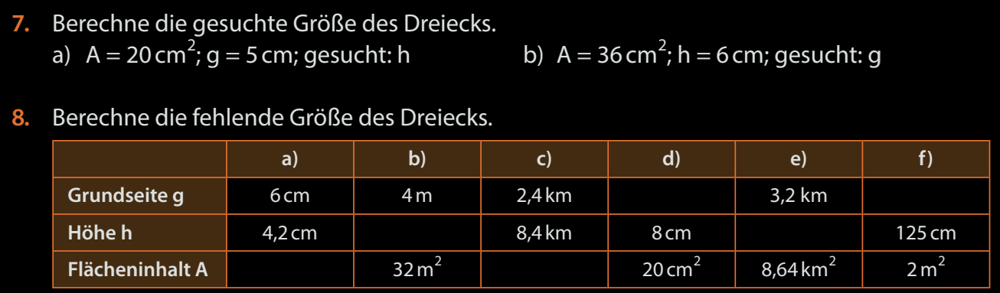 7. Berechne die gesuchte Größe des Dreiecks.
a) A = 20 cm²; g = 5 cm; gesucht: h b) A = 36 cm²; h = 6 cm; gesucht: g
8. Berechne die fehlende Größe des Dreiecks.
a) b) c) d) e) f)
Grundseite g 6 cm 4 m 2,4 km 3,2 km
Höhe h 4,2 cm 8,4 km 8 cm 125 cm
Flächeninhalt A 32 m² 20 cm² 8,64 km² 2 m²